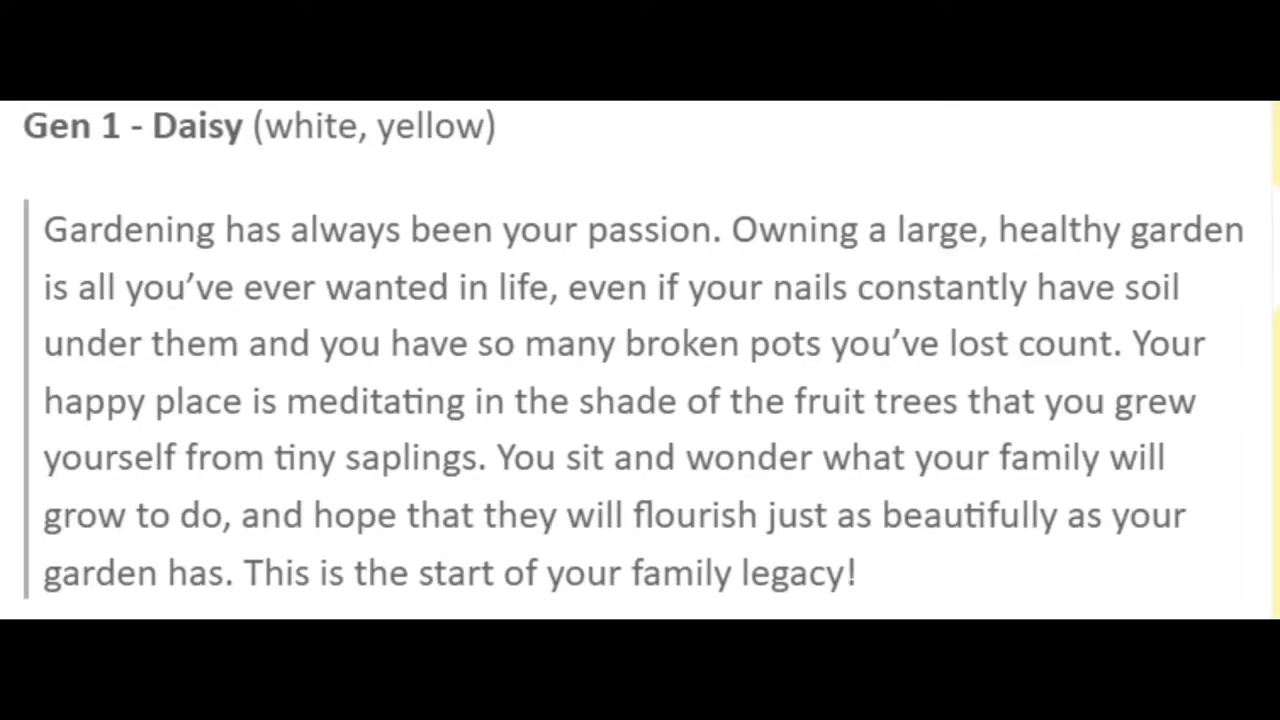 Gen 1 - Daisy (white, yellow)
Gardening has always been your passion. Owning a large, healthy garden
is all you’ve ever wanted in life, even if your nails constantly have soil
under them and you have so many broken pots you’ve lost count. Your
happy place is meditating in the shade of the fruit trees that you grew
yourself from tiny saplings. You sit and wonder what your family will
grow to do, and hope that they will flourish just as beautifully as your
garden has. This is the start of your family legacy!